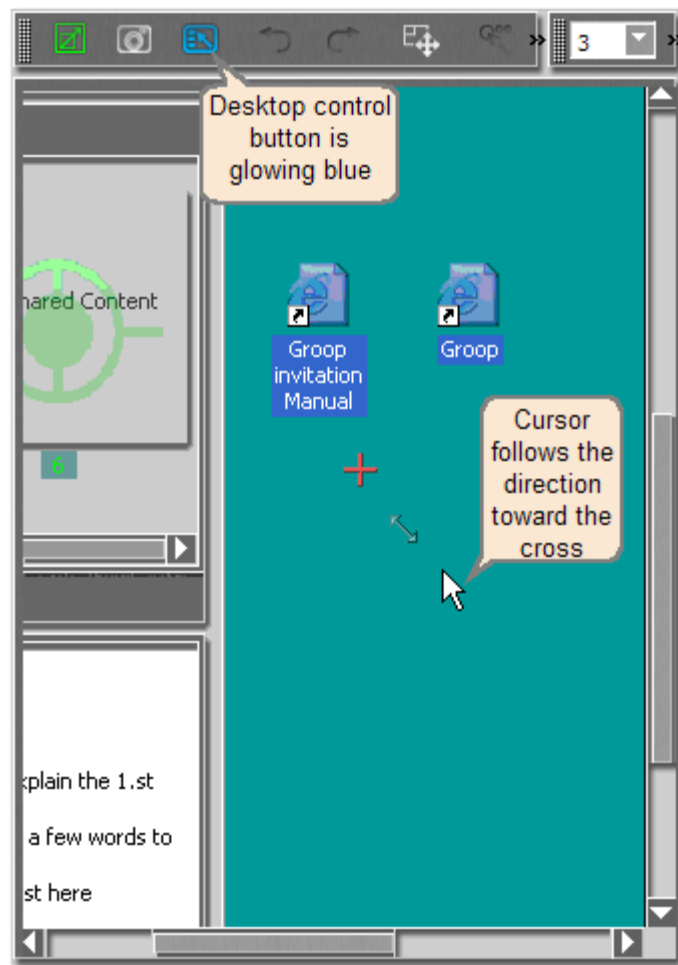 3
Desktop control
button is
glowing blue
hared Content
6
Groop
invitation
Manual
Groop
Cursor
follows the
direction
toward the
cross
xplain the 1.st
a few words to
st here